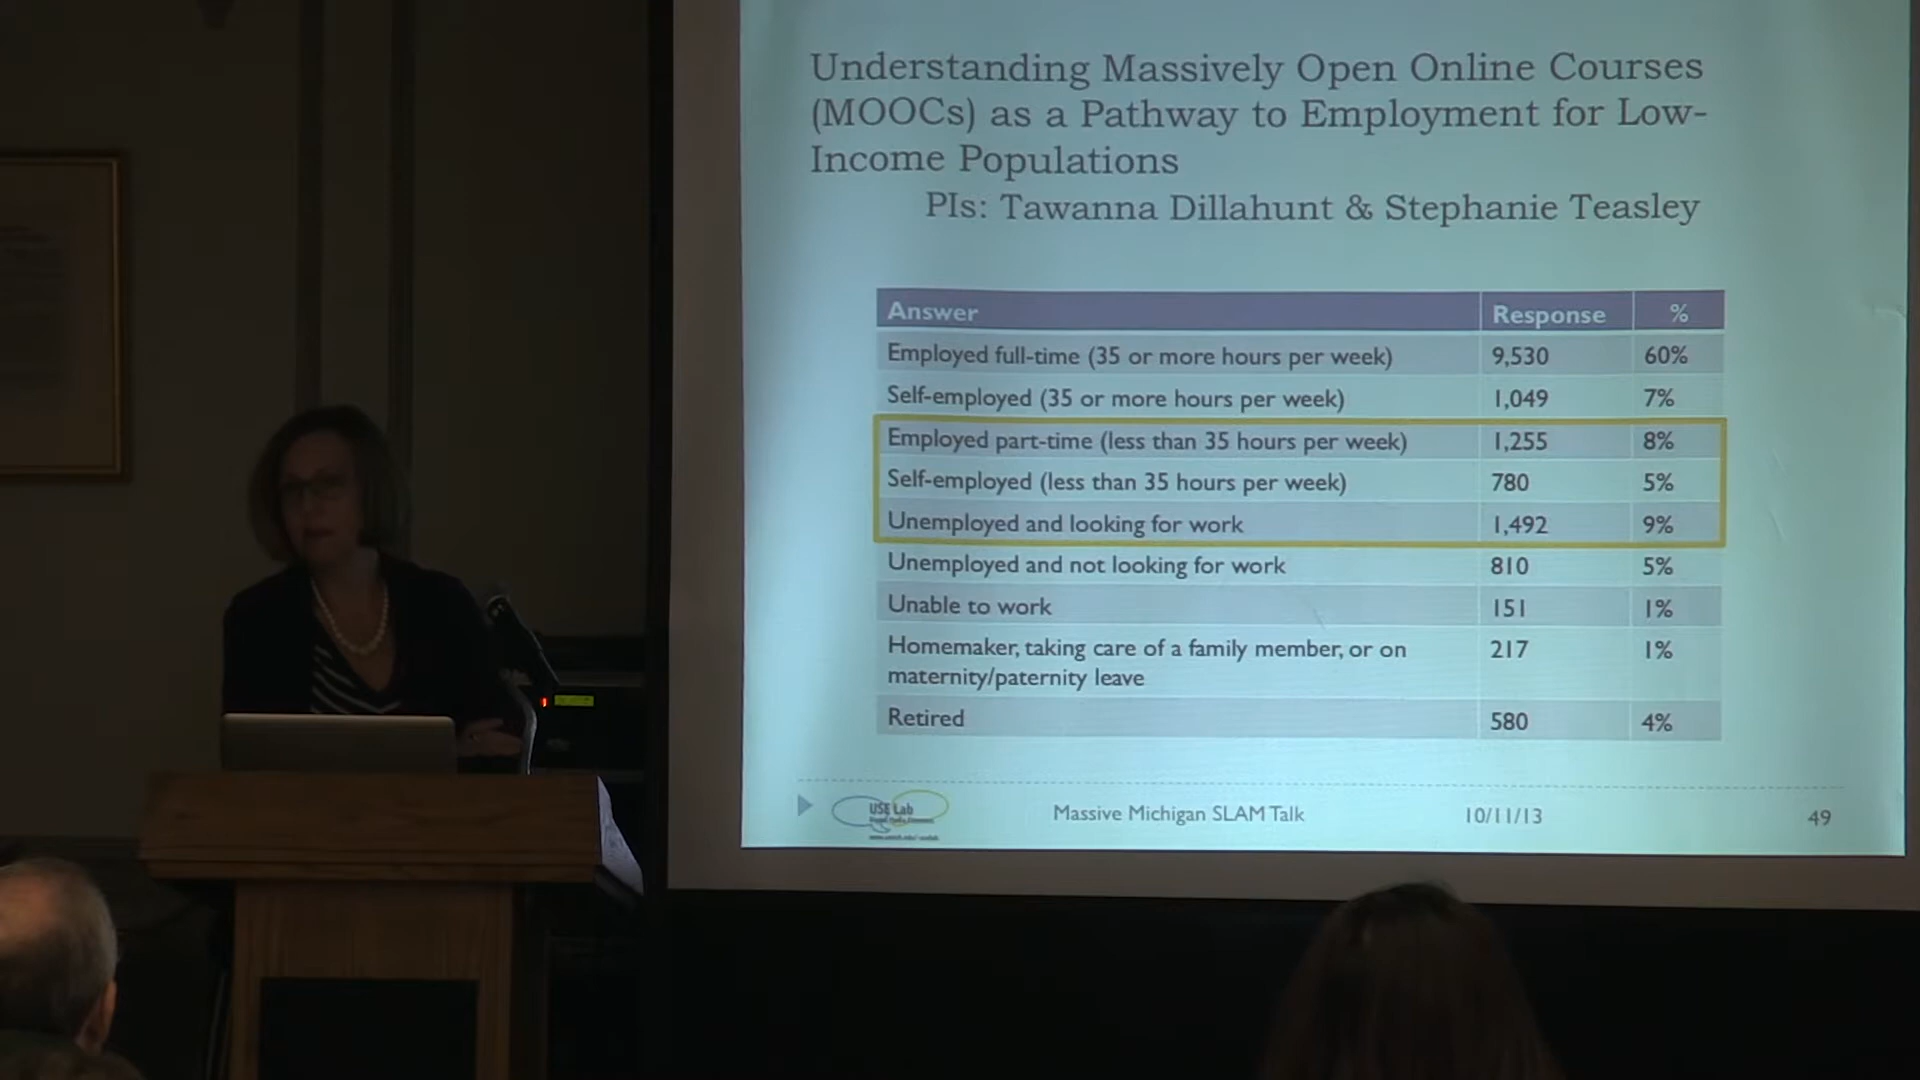 Understanding Massively Open Online Courses
(MOOCs) as a Pathway to Employment for Low-
Income Populations
PIs: Tawanna Dillahunt & Stephanie Teasley
Answer Response %
Employed full-time (35 or more hours per week) 9,530 60%
Self-employed (35 or more hours per week) 1,049 7%
Employed part-time (less than 35 hours per week) 1,255 8%
Self-employed (less than 35 hours per week) 780 5%
Unemployed and looking for work 1,492 9%
Unemployed and not looking for work 810 5%
Unable to work 151 1%
Homemaker, taking care of a family member, or on 217 1%
maternity/paternity leave
Retired 580 4%
USE Lab
Massive Michigan SLAM Talk 10/11/13 49